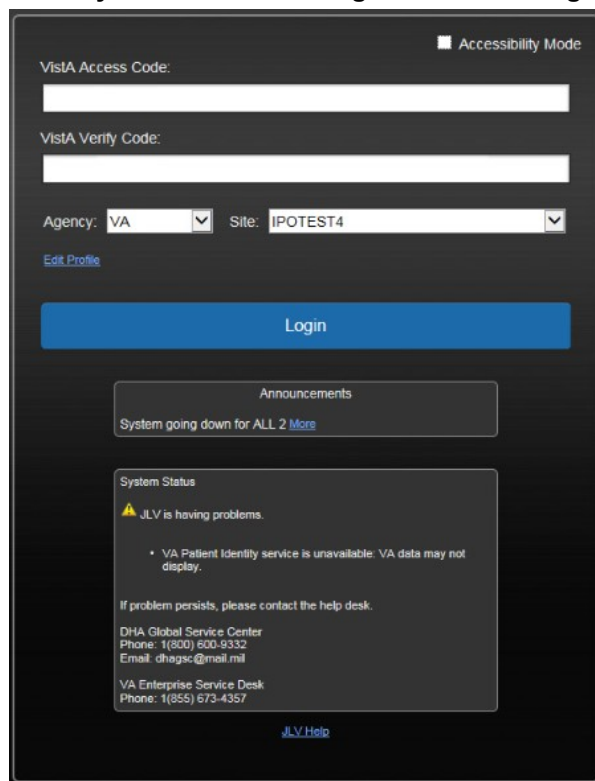 Accessibility Mode
VistA Access Code:
VistA Verify Code:
Agency: VA Site: IPOTEST4
Edit Profile
Login
Announcements
System going down for ALL 2 More
System Status
JLV is having problems.
• VA Patient Identity service is unavailable: VA data may not
display.
If problem persists, please contact the help desk.
DHA Global Service Center
Phone: 1(800) 600-9332
Email: dhagsc@mail.mil
VA Enterprise Service Desk
Phone: 1(855) 673-4357
JLV Help